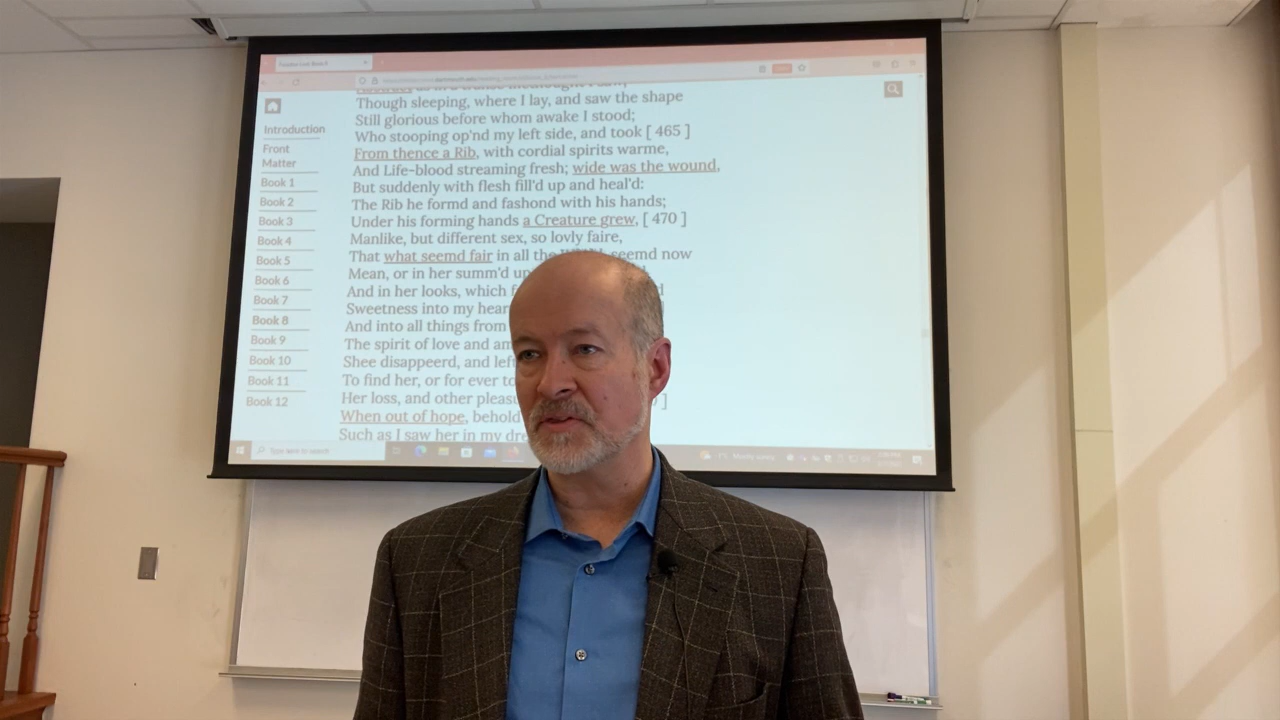 Though sleeping, where I lay, and saw the shape
Still glorious before whom awake I stood;
Who stooping op'nd my left side, and took [ 465 ]
From thence a Rib, with cordial spirits warme,
And Life-blood streaming fresh; wide was the wound,
But suddenly with flesh fill'd up and heal'd:
The Rib he formd and fashond with his hands;
Under his forming hands a Creature grew, [ 470 ]
Manlike, but different sex, so lovly faire,
That what seemd fair in all the seemd now
Mean, or in her summ'd up
And in her looks, which
Sweetness into my
And into all things from
The spirit of love and
Shee disappeerd, and
To find her, or for ever
Her loss, and other
When out of hope, behold
Such as I saw her in my
Introduction
Front
Matter
Book 1
Book 2
Book 3
Book 4
Book 5
Book 6
Book 7
Book 8
Book 9
Book 10
Book 11
Book 12
Type here to search
Mostly sunny